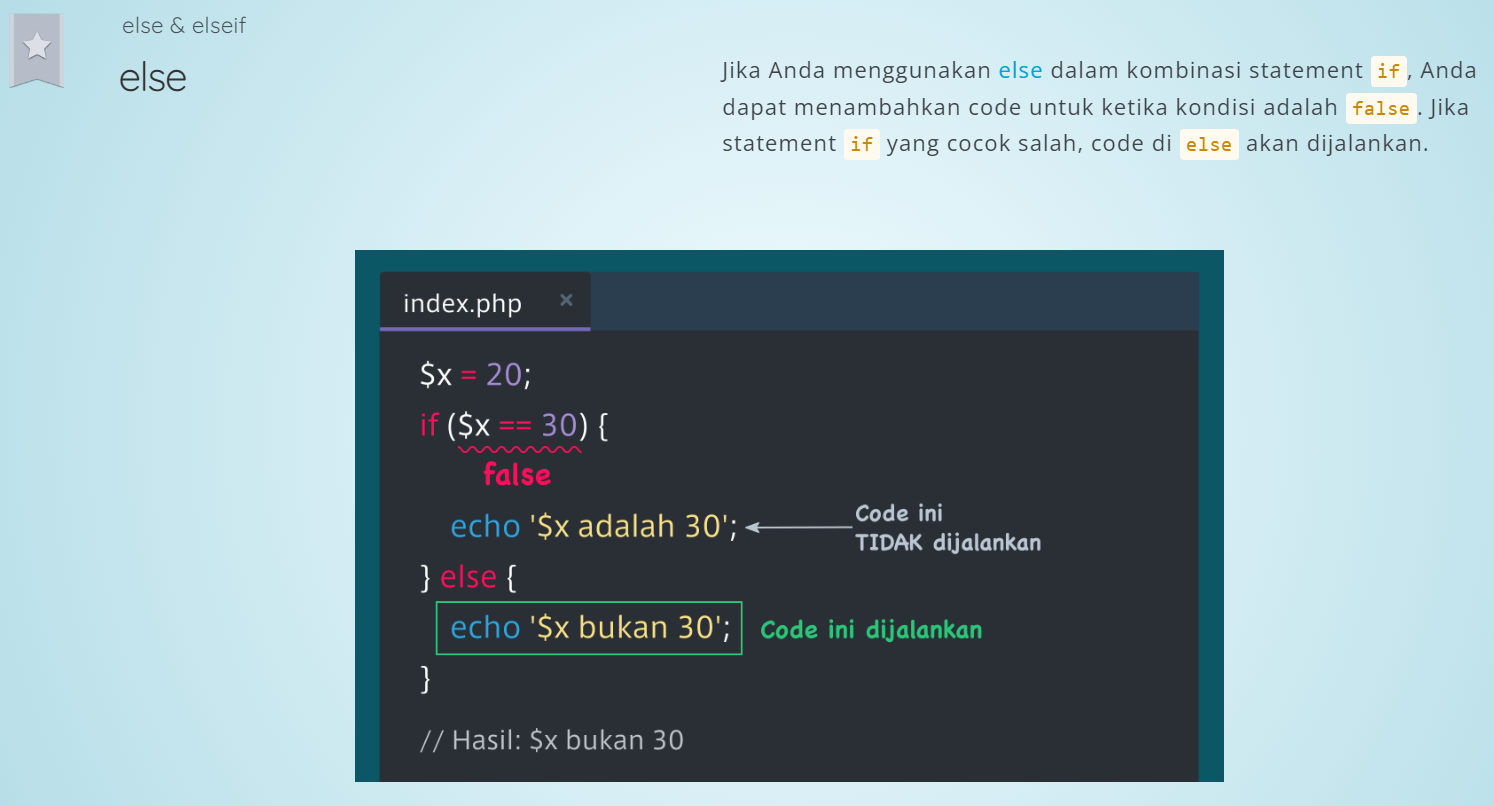 else & elseif
else
Jika Anda menggunakan else dalam kombinasi statement if, Anda
dapat menambahkan code untuk ketika kondisi adalah false. Jika
statement if yang cocok salah, code di else akan dijalankan.
index.php ×
$x = 20;
if ($x == 30) {
false
echo '$x adalah 30'; Code ini
TIDAK dijalankan
} else {
echo '$x bukan 30'; Code ini dijalankan
}
// Hasil: $x bukan 30